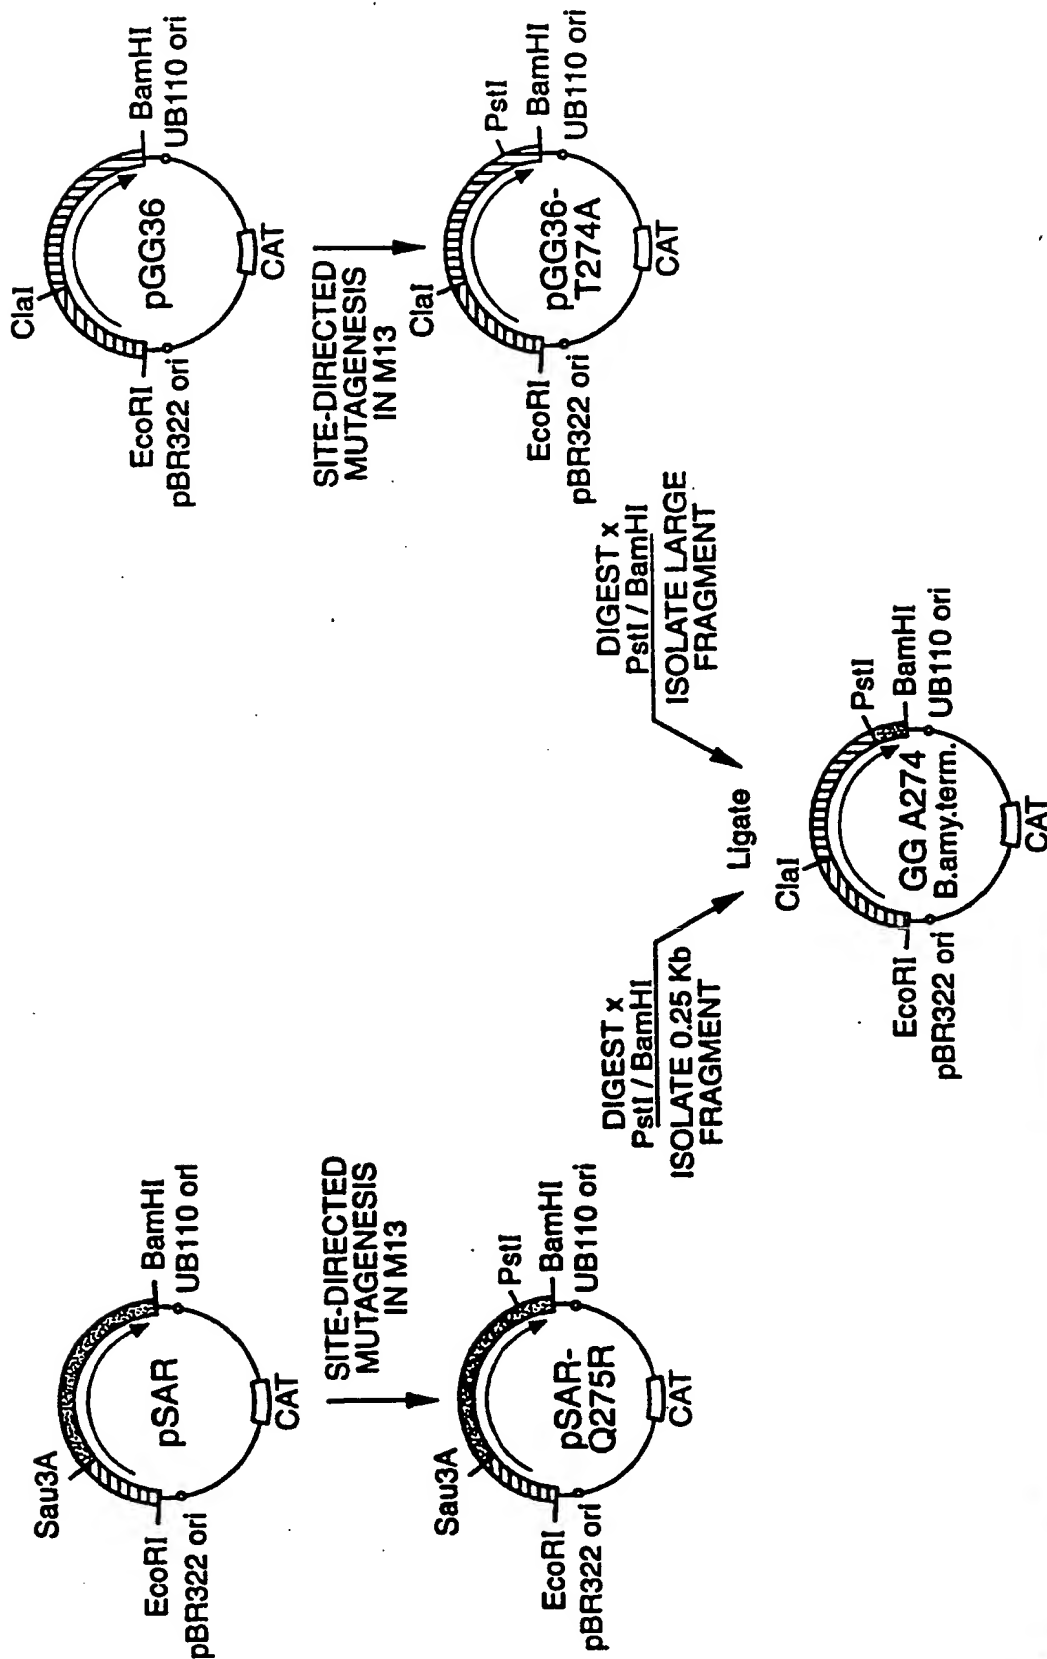 Sau3A
EcoRI
pBR322 ori
pSAR
BamHI
UB110 ori
CAT
SITE-DIRECTED
MUTAGENESIS
IN M13
Sau3A
EcoRI
pBR322 ori
pSAR-
Q275R
PstI
BamHI
UB110 ori
CAT
DIGEST x
PstI / BamHI
ISOLATE 0.25 Kb
FRAGMENT
ClaI
EcoRI
pBR322 ori
pGG36
BamHI
UB110 ori
CAT
SITE-DIRECTED
MUTAGENESIS
IN M13
ClaI
EcoRI
pBR322 ori
pGG36-
T274A
PstI
BamHI
UB110 ori
CAT
DIGEST x
PstI / BamHI
ISOLATE LARGE
FRAGMENT
Ligate
ClaI
EcoRI
pBR322 ori
GG A274
B.amy.term.
PstI
BamHI
UB110 ori
CAT